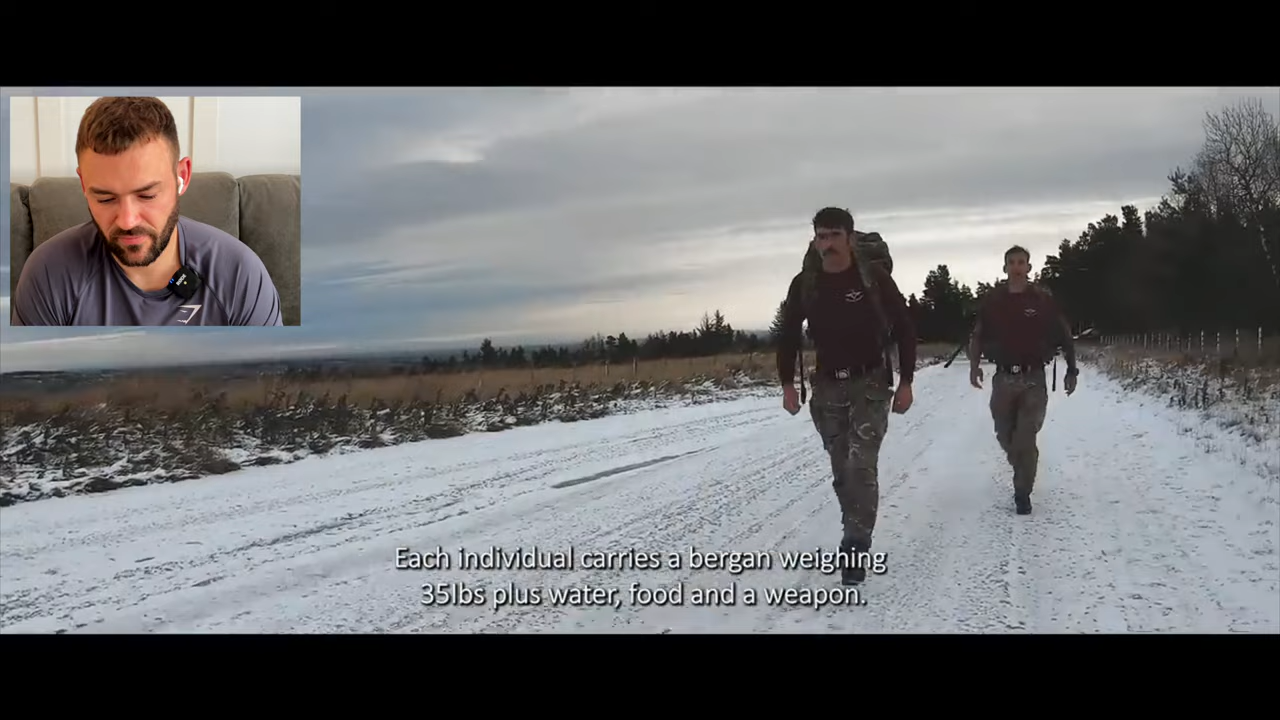 Each individual carries a bergan weighing
35lbs plus water, food and a weapon.